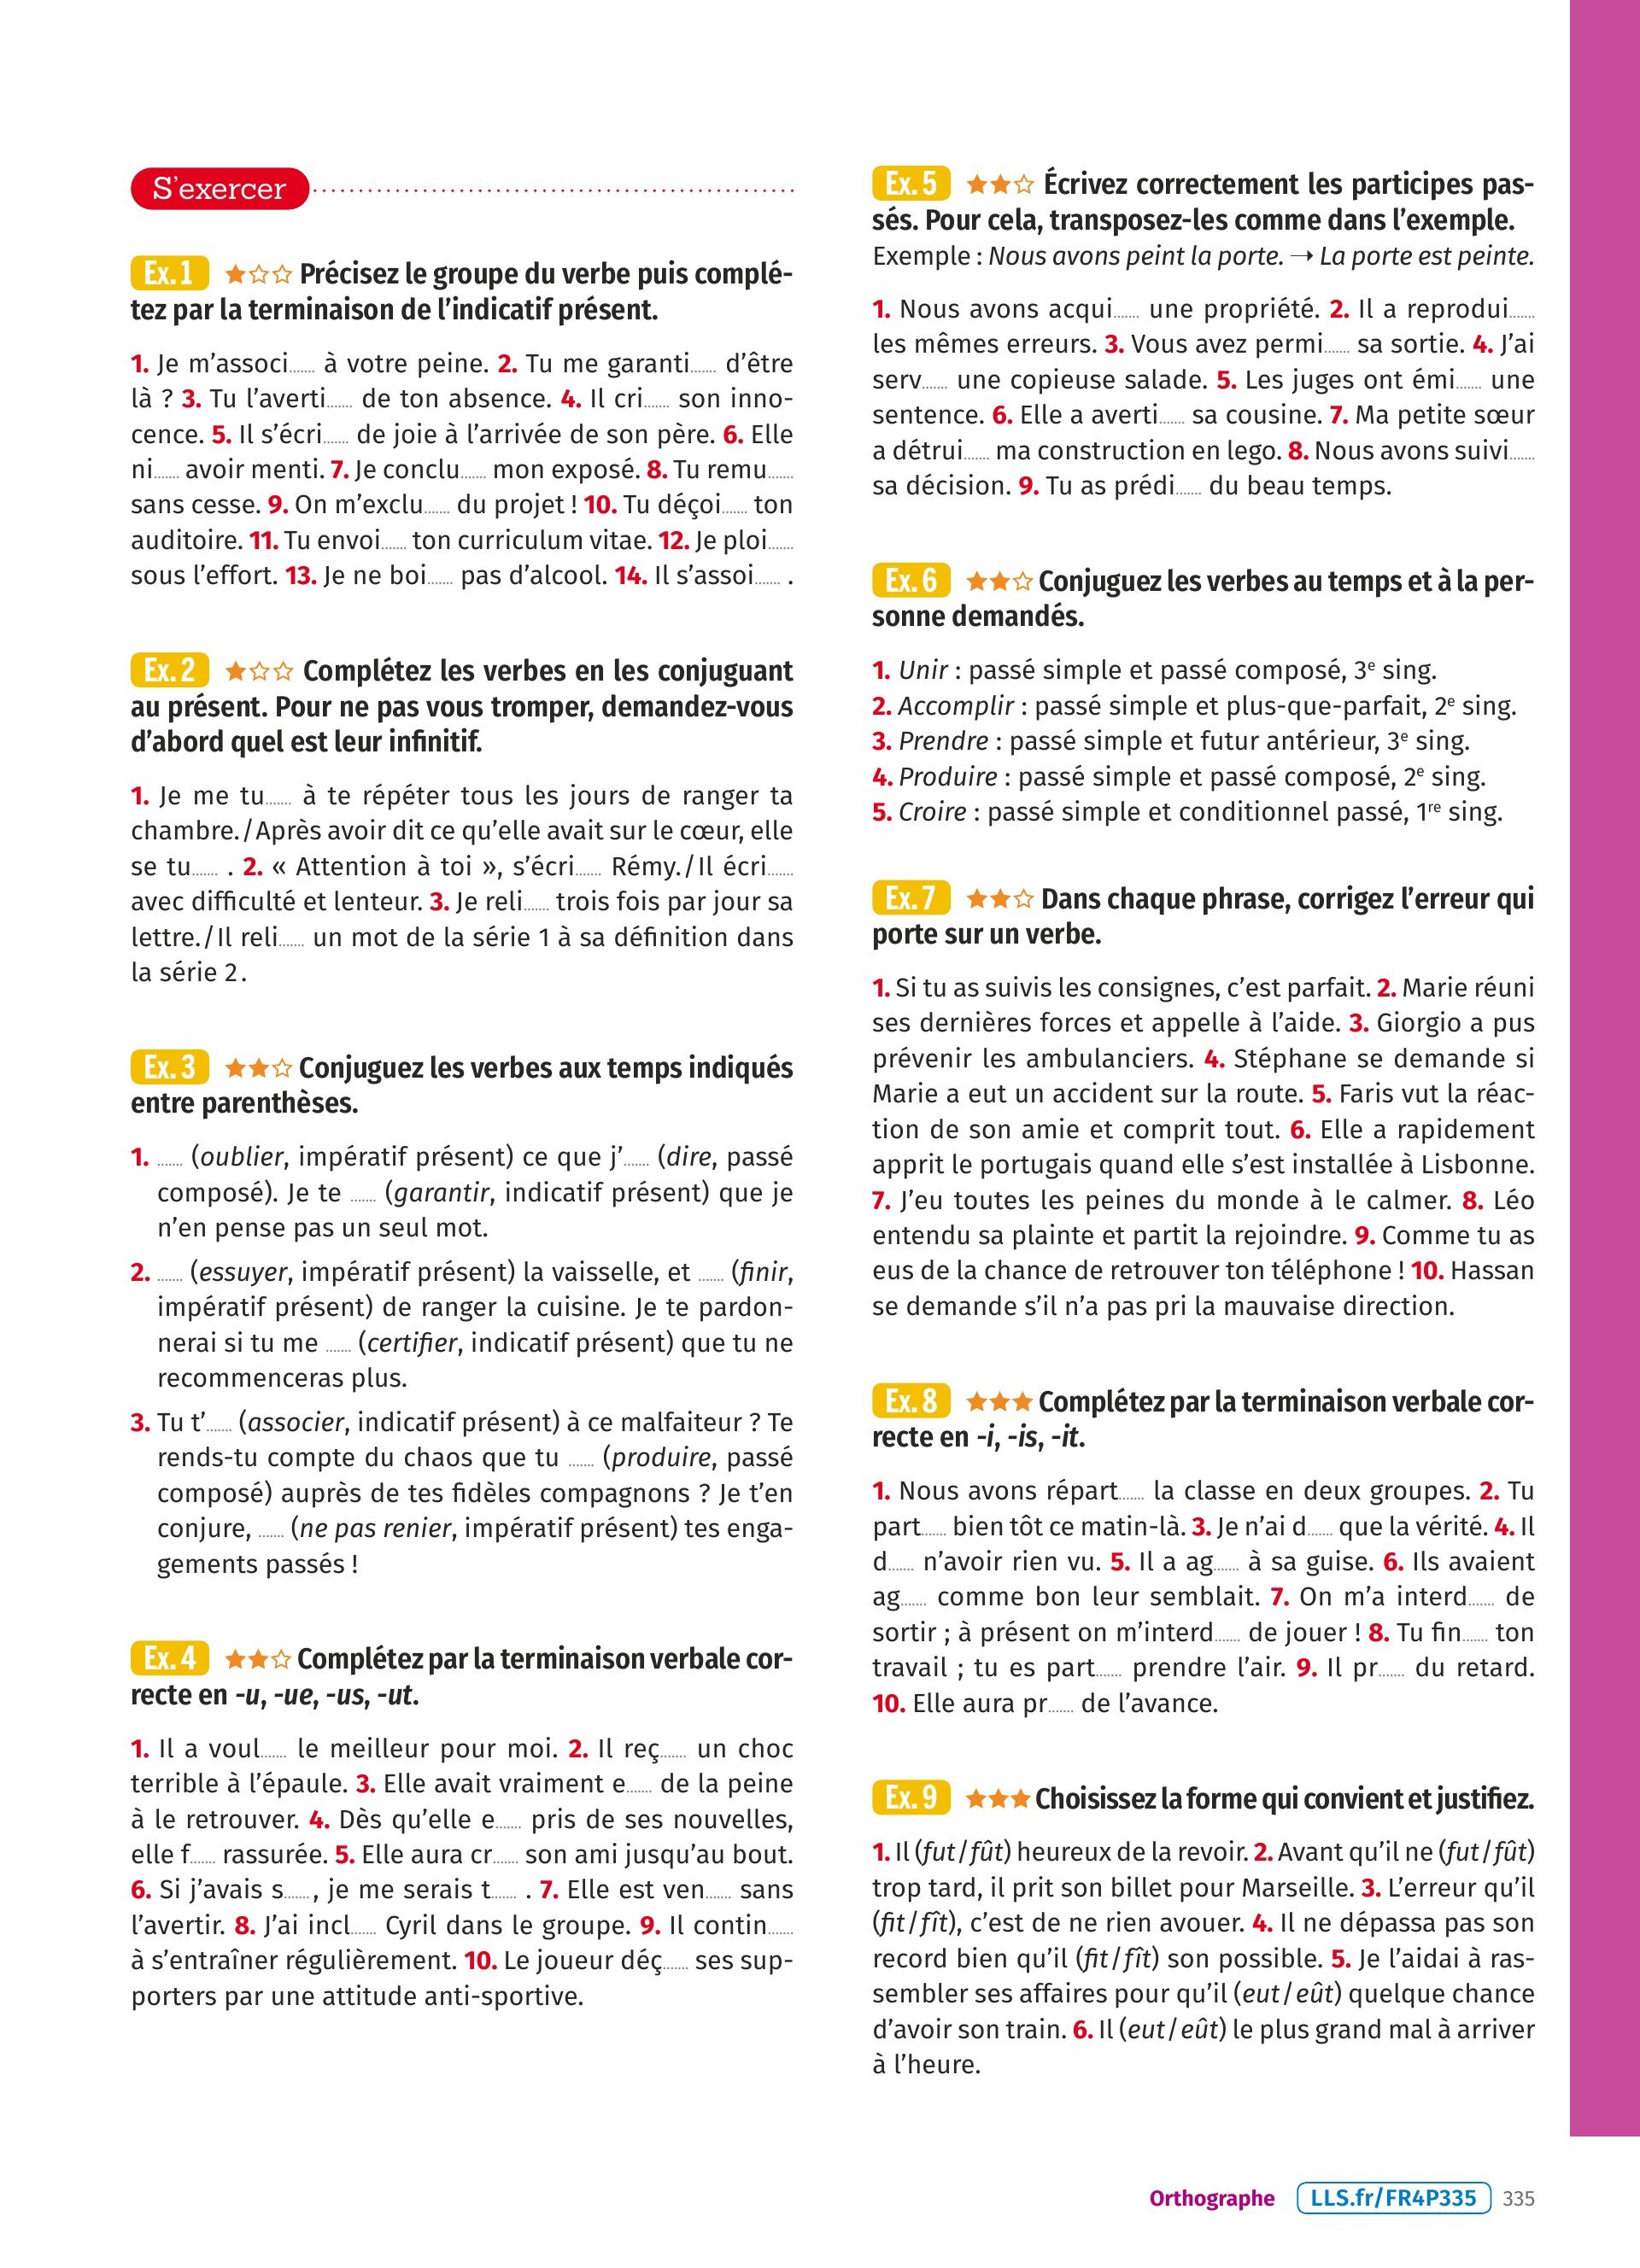 S'exercer
Ex. 1 ★☆☆ Précisez le groupe du verbe puis complé-
tez par la terminaison de l'indicatif présent.
1. Je m'associ....... à votre peine. 2. Tu me garanti....... d'être
là ? 3. Tu l'averti....... de ton absence. 4. Il cri....... son inno-
cence. 5. Il s'écri....... de joie à l'arrivée de son père. 6. Elle
ni....... avoir menti. 7. Je conclu....... mon exposé. 8. Tu remu.......
sans cesse. 9. On m'exclu....... du projet ! 10. Tu déçoi....... ton
auditoire. 11. Tu envoi....... ton curriculum vitae. 12. Je ploi.......
sous l'effort. 13. Je ne boi....... pas d'alcool. 14. Il s'assoi....... .
Ex. 2 ★☆☆ Complétez les verbes en les conjuguant
au présent. Pour ne pas vous tromper, demandez-vous
d'abord quel est leur infinitif.
1. Je me tu....... à te répéter tous les jours de ranger ta
chambre./Après avoir dit ce qu'elle avait sur le cœur, elle
se tu....... . 2. « Attention à toi », s'écri....... Rémy./Il écri.......
avec difficulté et lenteur. 3. Je reli....... trois fois par jour sa
lettre./Il reli....... un mot de la série 1 à sa définition dans
la série 2.
Ex. 3 ★★☆ Conjuguez les verbes aux temps indiqués
entre parenthèses.
1. ....... (oublier, impératif présent) ce que j'....... (dire, passé
composé). Je te ....... (garantir, indicatif présent) que je
n'en pense pas un seul mot.
2. ....... (essuyer, impératif présent) la vaisselle, et ....... (finir,
impératif présent) de ranger la cuisine. Je te pardon-
nerai si tu me ....... (certifier, indicatif présent) que tu ne
recommenceras plus.
3. Tu t'....... (associer, indicatif présent) à ce malfaiteur ? Te
rends-tu compte du chaos que tu ....... (produire, passé
composé) auprès de tes fidèles compagnons ? Je t'en
conjure, ....... (ne pas renier, impératif présent) tes enga-
gements passés !
Ex. 4 ★★☆ Complétez par la terminaison verbale cor-
recte en -u, -ue, -us, -ut.
1. Il a voul....... le meilleur pour moi. 2. Il reç....... un choc
terrible à l'épaule. 3. Elle avait vraiment e....... de la peine
à le retrouver. 4. Dès qu'elle e....... pris de ses nouvelles,
elle f....... rassurée. 5. Elle aura cr....... son ami jusqu'au bout.
6. Si j'avais s......., je me serais t....... . 7. Elle est ven....... sans
l'avertir. 8. J'ai incl....... Cyril dans le groupe. 9. Il contin.......
à s'entraîner régulièrement. 10. Le joueur déç....... ses sup-
porters par une attitude anti-sportive.
Ex. 5 ★★☆ Écrivez correctement les participes pas-
sés. Pour cela, transposez-les comme dans l'exemple.
Exemple : Nous avons peint la porte. → La porte est peinte.
1. Nous avons acqui....... une propriété. 2. Il a reprodui.......
les mêmes erreurs. 3. Vous avez permi....... sa sortie. 4. J'ai
serv....... une copieuse salade. 5. Les juges ont émi....... une
sentence. 6. Elle a averti....... sa cousine. 7. Ma petite sœur
a détrui....... ma construction en lego. 8. Nous avons suivi.......
sa décision. 9. Tu as prédi....... du beau temps.
Ex. 6 ★★☆ Conjuguez les verbes au temps et à la per-
sonne demandés.
1. Unir : passé simple et passé composé, 3e sing.
2. Accomplir : passé simple et plus-que-parfait, 2e sing.
3. Prendre : passé simple et futur antérieur, 3e sing.
4. Produire : passé simple et passé composé, 2e sing.
5. Croire : passé simple et conditionnel passé, 1re sing.
Ex. 7 ★★☆ Dans chaque phrase, corrigez l'erreur qui
porte sur un verbe.
1. Si tu as suivis les consignes, c'est parfait. 2. Marie réuni
ses dernières forces et appelle à l'aide. 3. Giorgio a pus
prévenir les ambulanciers. 4. Stéphane se demande si
Marie a eut un accident sur la route. 5. Faris vut la réac-
tion de son amie et comprit tout. 6. Elle a rapidement
apprit le portugais quand elle s'est installée à Lisbonne.
7. J'eu toutes les peines du monde à le calmer. 8. Léo
entendu sa plainte et partit la rejoindre. 9. Comme tu as
eus de la chance de retrouver ton téléphone ! 10. Hassan
se demande s'il n'a pas pri la mauvaise direction.
Ex. 8 ★★★ Complétez par la terminaison verbale cor-
recte en -i, -is, -it.
1. Nous avons répart....... la classe en deux groupes. 2. Tu
part....... bien tôt ce matin-là. 3. Je n'ai d....... que la vérité. 4. Il
d....... n'avoir rien vu. 5. Il a ag....... à sa guise. 6. Ils avaient
ag....... comme bon leur semblait. 7. On m'a interd....... de
sortir ; à présent on m'interd....... de jouer ! 8. Tu fin....... ton
travail ; tu es part....... prendre l'air. 9. Il pr....... du retard.
10. Elle aura pr....... de l'avance.
Ex. 9 ★★★ Choisissez la forme qui convient et justifiez.
1. Il (fut/fût) heureux de la revoir. 2. Avant qu'il ne (fut/fût)
trop tard, il prit son billet pour Marseille. 3. L'erreur qu'il
(fit/fît), c'est de ne rien avouer. 4. Il ne dépassa pas son
record bien qu'il (fit/fît) son possible. 5. Je l'aidai à ras-
sembler ses affaires pour qu'il (eut/eût) quelque chance
d'avoir son train. 6. Il (eut/eût) le plus grand mal à arriver
à l'heure.
Orthographe LLS.fr/FR4P335 335